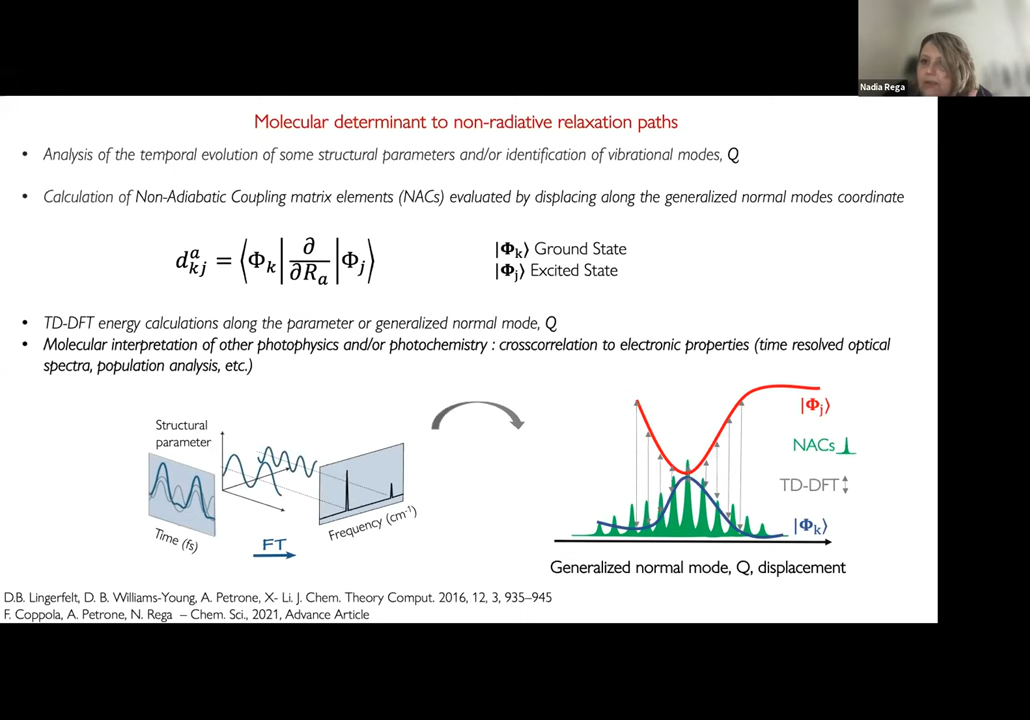 Nadia Rega
Molecular determinant to non-radiative relaxation paths
• Analysis of the temporal evolution of some structural parameters and/or identification of vibrational modes, Q
• Calculation of Non-Adiabatic Coupling matrix elements (NACs) evaluated by displacing along the generalized normal modes coordinate
d^a_kj = ⟨Φ_k| ∂/∂R_a |Φ_j⟩
|Φ_k⟩ Ground State
|Φ_j⟩ Excited State
• TD-DFT energy calculations along the parameter or generalized normal mode, Q
• Molecular interpretation of other photophysics and/or photochemistry : crosscorrelation to electronic properties (time resolved optical
spectra, population analysis, etc.)
Structural
parameter
Time (fs)
FT
Frequency (cm⁻¹)
|Φ_j⟩
NACs
TD-DFT
|Φ_k⟩
Generalized normal mode, Q, displacement
D.B. Lingerfelt, D. B. Williams-Young, A. Petrone, X- Li. J. Chem. Theory Comput. 2016, 12, 3, 935–945
F. Coppola, A. Petrone, N. Rega – Chem. Sci., 2021, Advance Article